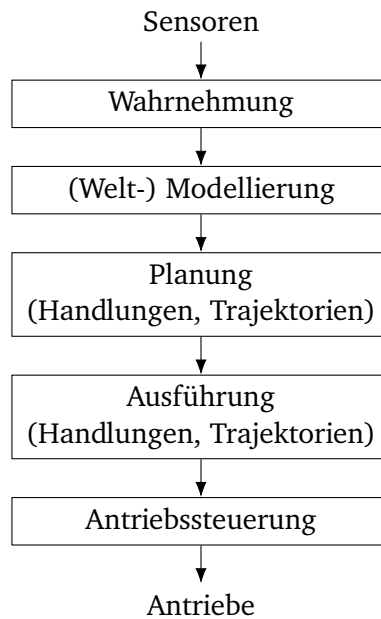 Sensoren
Wahrnehmung
(Welt-) Modellierung
Planung
(Handlungen, Trajektorien)
Ausführung
(Handlungen, Trajektorien)
Antriebssteuerung
Antriebe